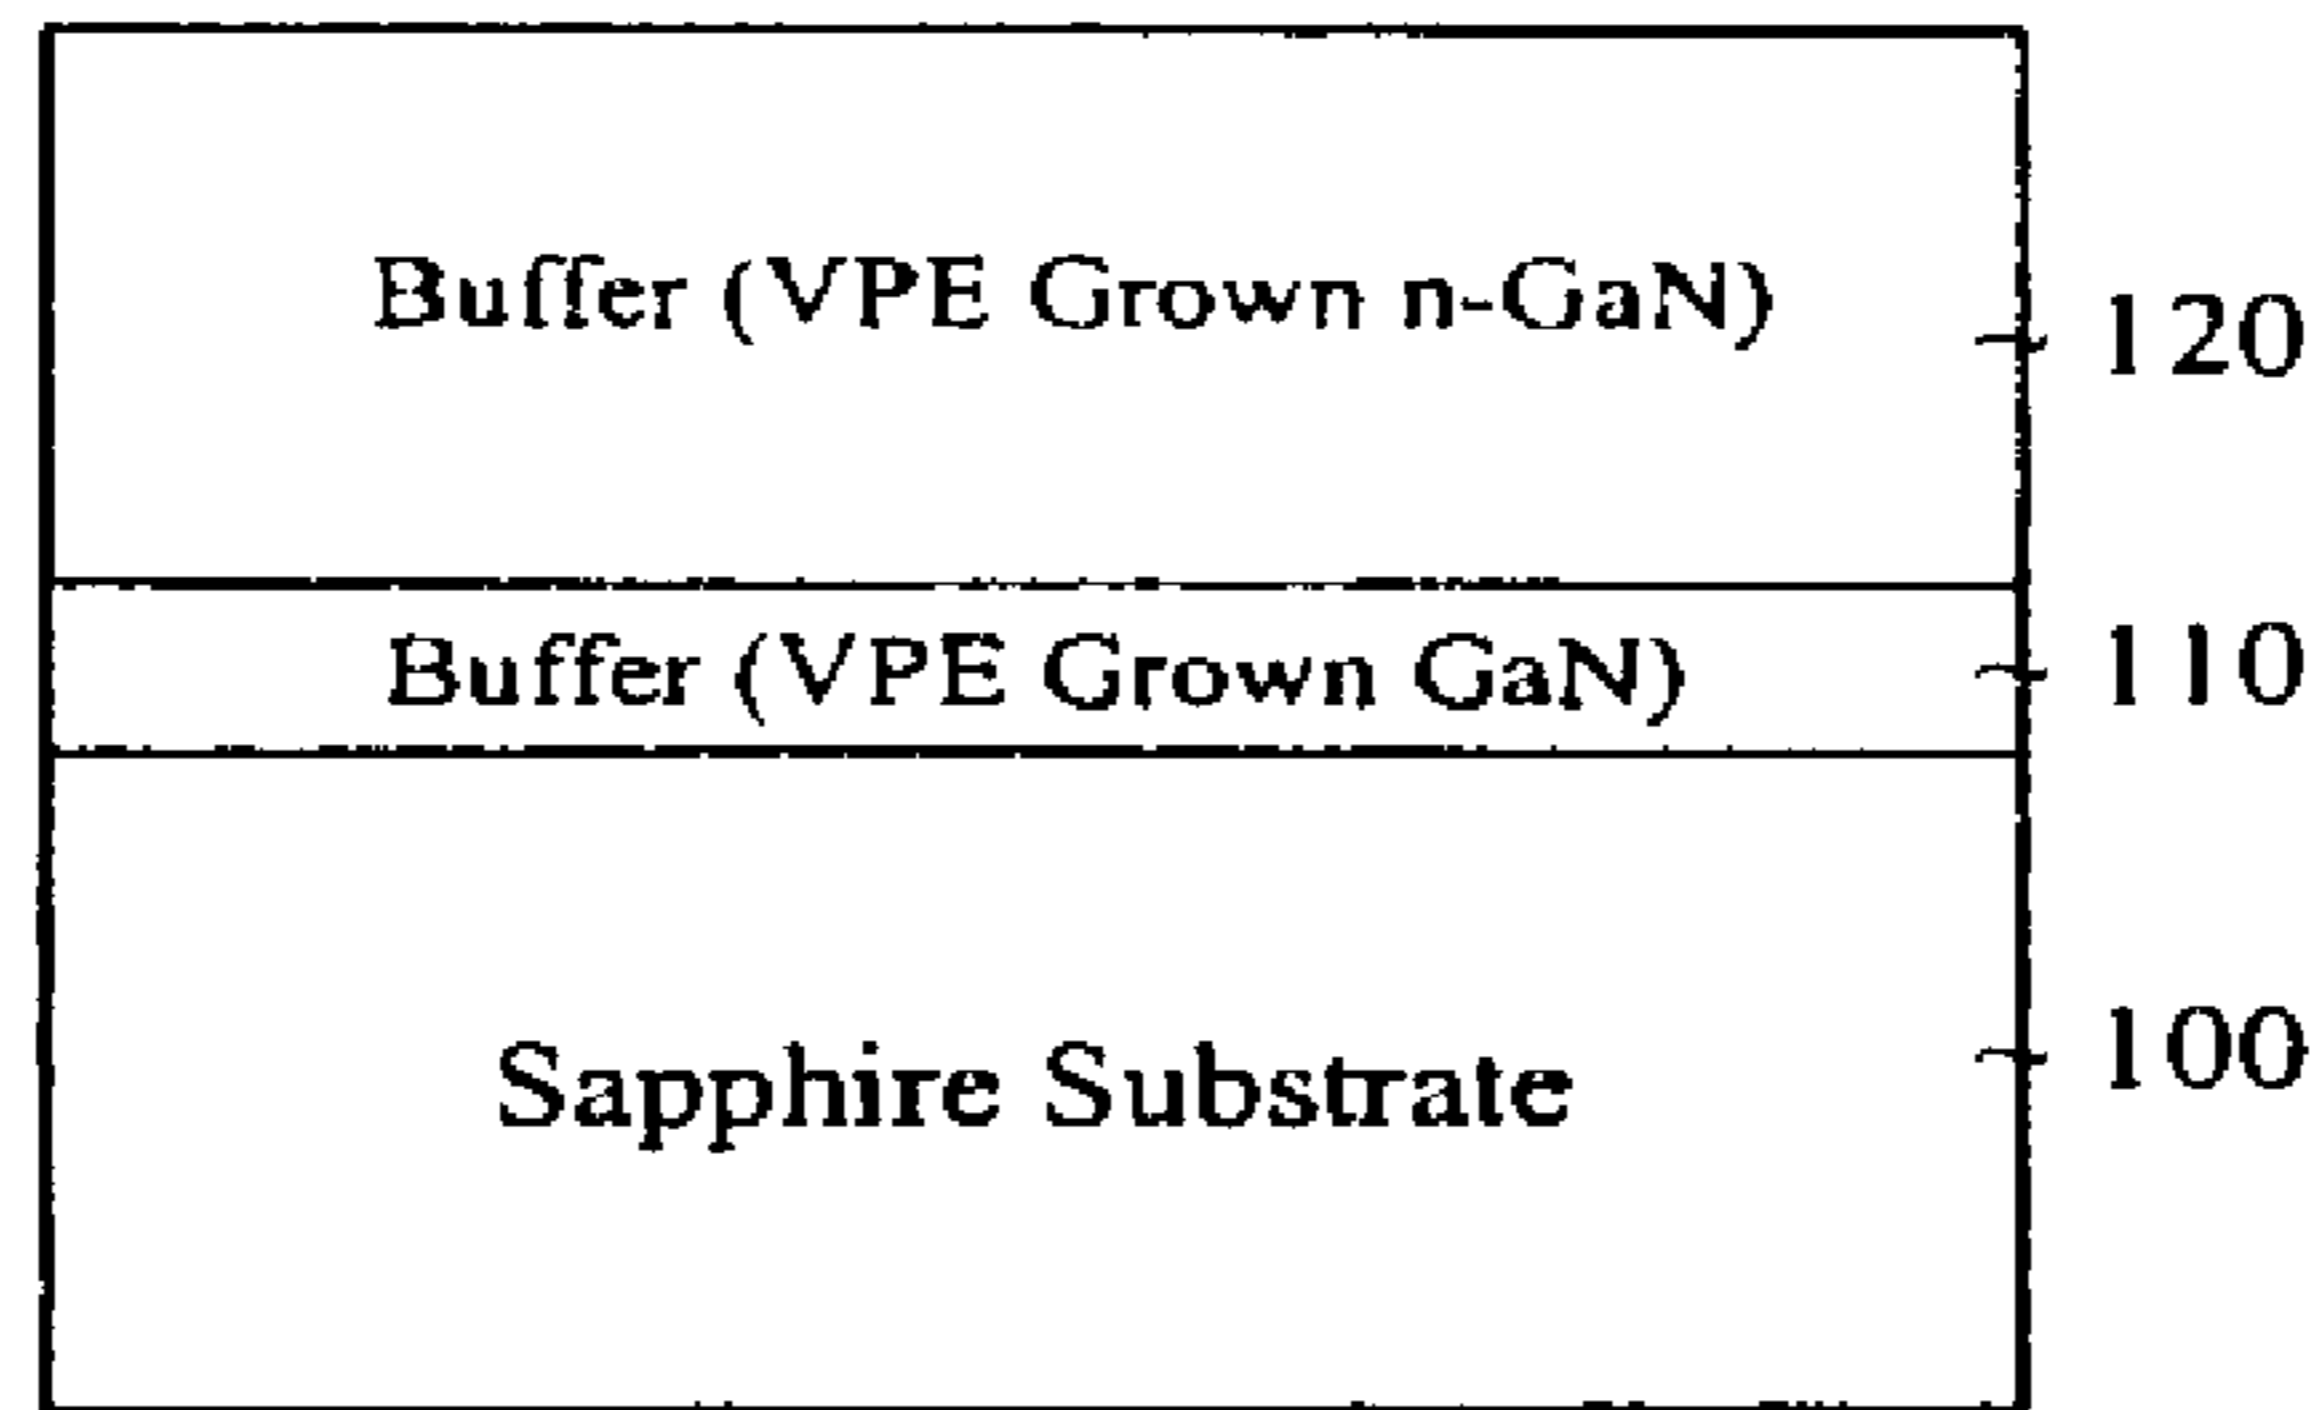 Buffer (VPE Grown n-GaN)
120
Buffer (VPE Grown GaN)
110
Sapphire Substrate
100